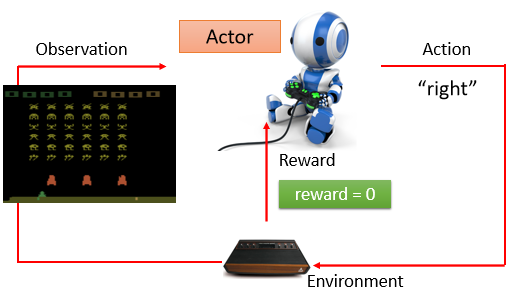 Observation
Actor
Action
"right"
Reward
reward = 0
Environment